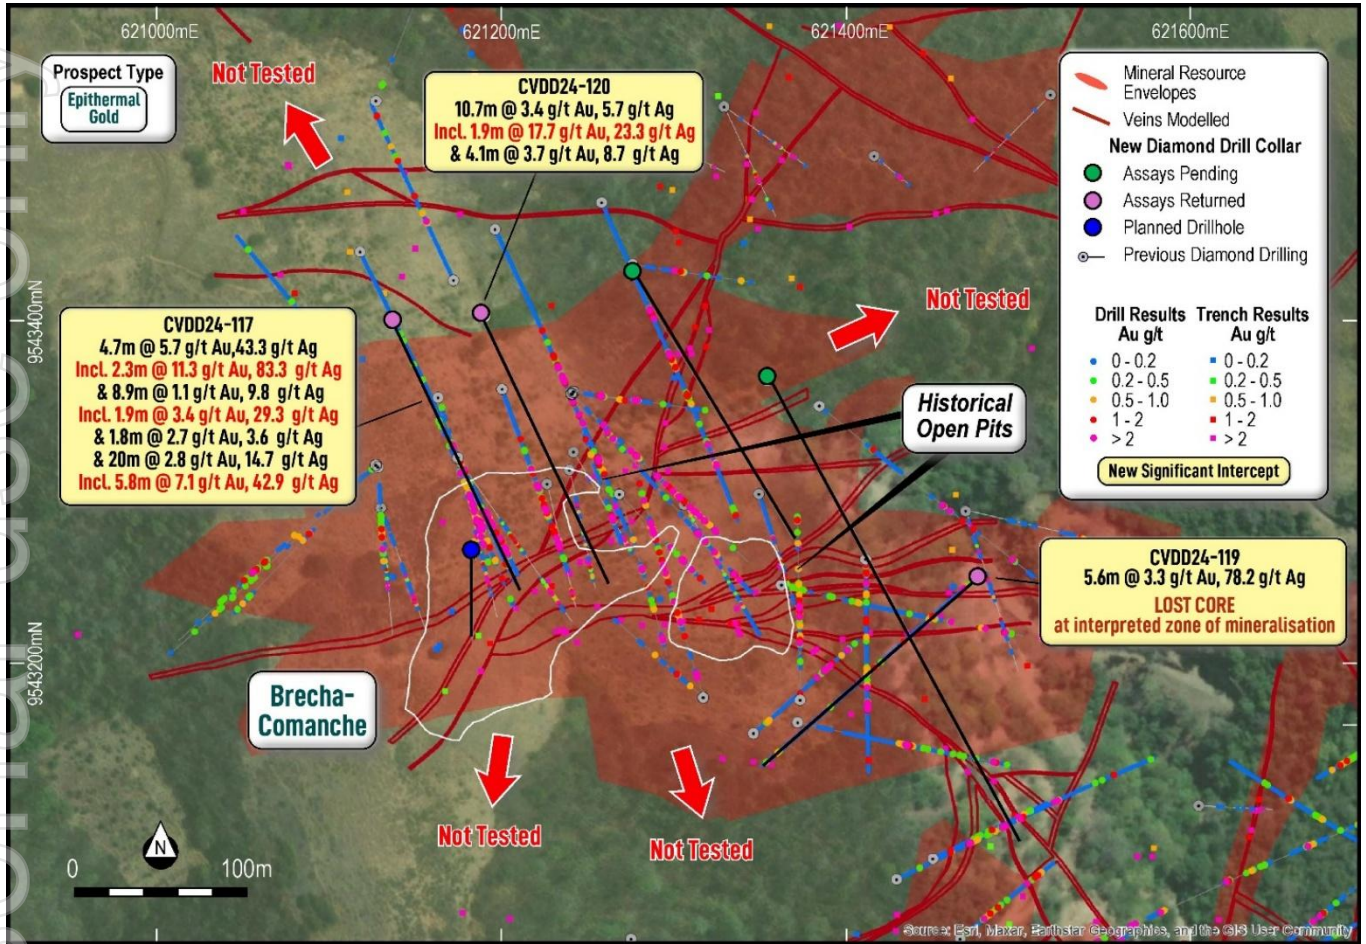 621000mE
621200mE
621400mE
621600mE
9543400mN
9543200mN
Prospect Type
Epithermal
Gold
Not Tested
CVDD24-120
10.7m @ 3.4 g/t Au, 5.7 g/t Ag
Incl. 1.9m @ 17.7 g/t Au, 23.3 g/t Ag
& 4.1m @ 3.7 g/t Au, 8.7 g/t Ag
Mineral Resource
Envelopes
Veins Modelled
New Diamond Drill Collar
Assays Pending
Assays Returned
Planned Drillhole
Previous Diamond Drilling
Drill Results
Au g/t
0 - 0.2
0.2 - 0.5
0.5 - 1.0
1 - 2
> 2
Trench Results
Au g/t
0 - 0.2
0.2 - 0.5
0.5 - 1.0
1 - 2
> 2
New Significant Intercept
Not Tested
CVDD24-117
4.7m @ 5.7 g/t Au,43.3 g/t Ag
Incl. 2.3m @ 11.3 g/t Au, 83.3 g/t Ag
& 8.9m @ 1.1 g/t Au, 9.8 g/t Ag
Incl. 1.9m @ 3.4 g/t Au, 29.3 g/t Ag
& 1.8m @ 2.7 g/t Au, 3.6 g/t Ag
& 20m @ 2.8 g/t Au, 14.7 g/t Ag
Incl. 5.8m @ 7.1 g/t Au, 42.9 g/t Ag
Historical
Open Pits
CVDD24-119
5.6m @ 3.3 g/t Au, 78.2 g/t Ag
LOST CORE
at interpreted zone of mineralisation
Brecha-
Comanche
Not Tested
Not Tested
N
0 100m
Source: Esri, Maxar, Earthstar Geographics, and the GIS User Community